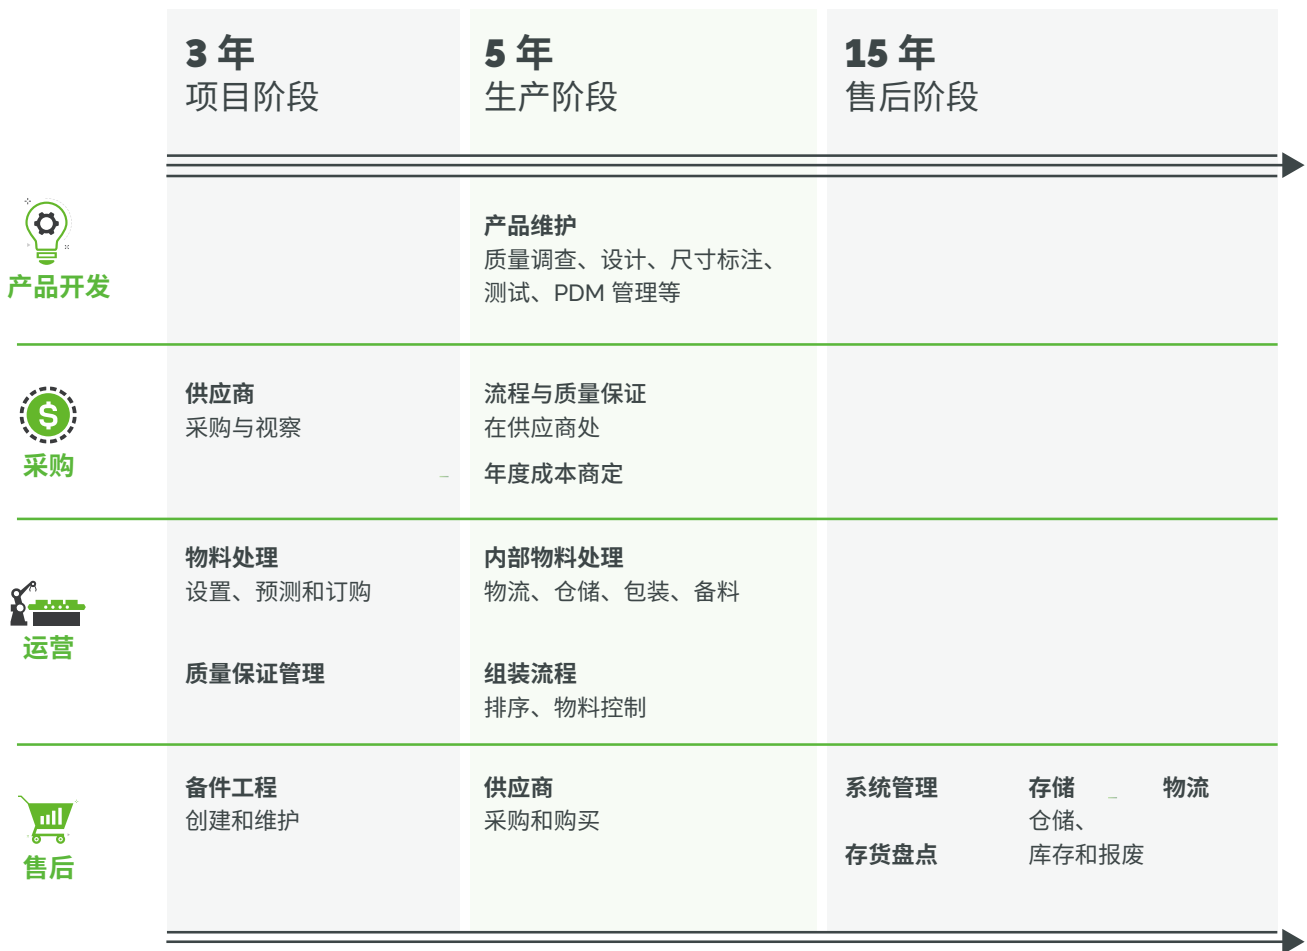 3 年
项目阶段
5 年
生产阶段
15 年
售后阶段
产品开发
产品维护
质量调查、设计、尺寸标注、
测试、PDM 管理等
采购
供应商
采购与视察
流程与质量保证
在供应商处
年度成本商定
运营
物料处理
设置、预测和订购
质量保证管理
内部物料处理
物流、仓储、包装、备料
组装流程
排序、物料控制
售后
备件工程
创建和维护
供应商
采购和购买
系统管理
存货盘点
存储
仓储、
库存和报废
物流